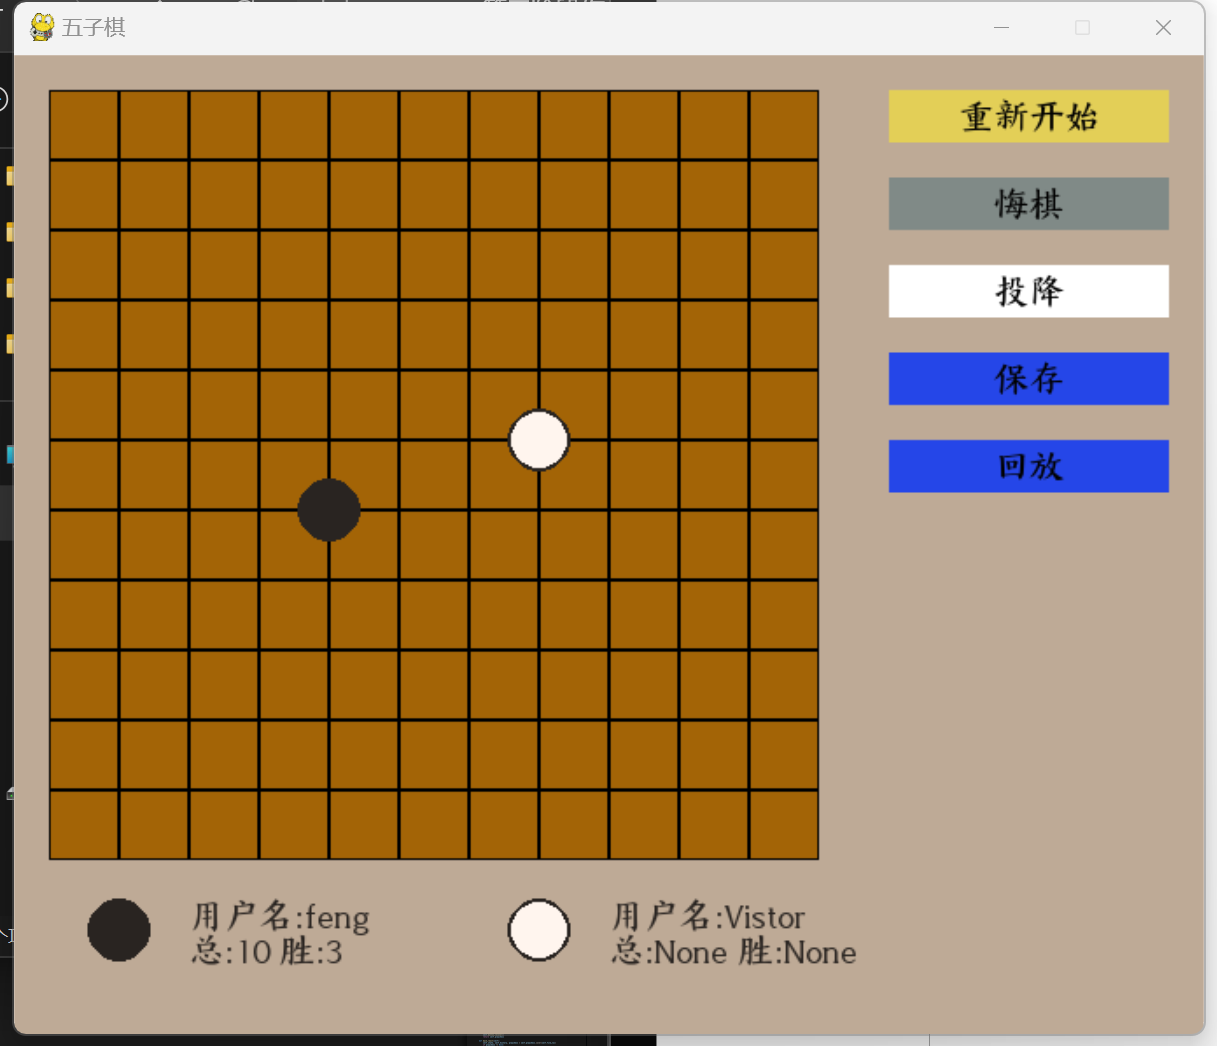 五子棋
重新开始
悔棋
投降
保存
回放
用户名:feng
总:10 胜:3
用户名:Vistor
总:None 胜:None